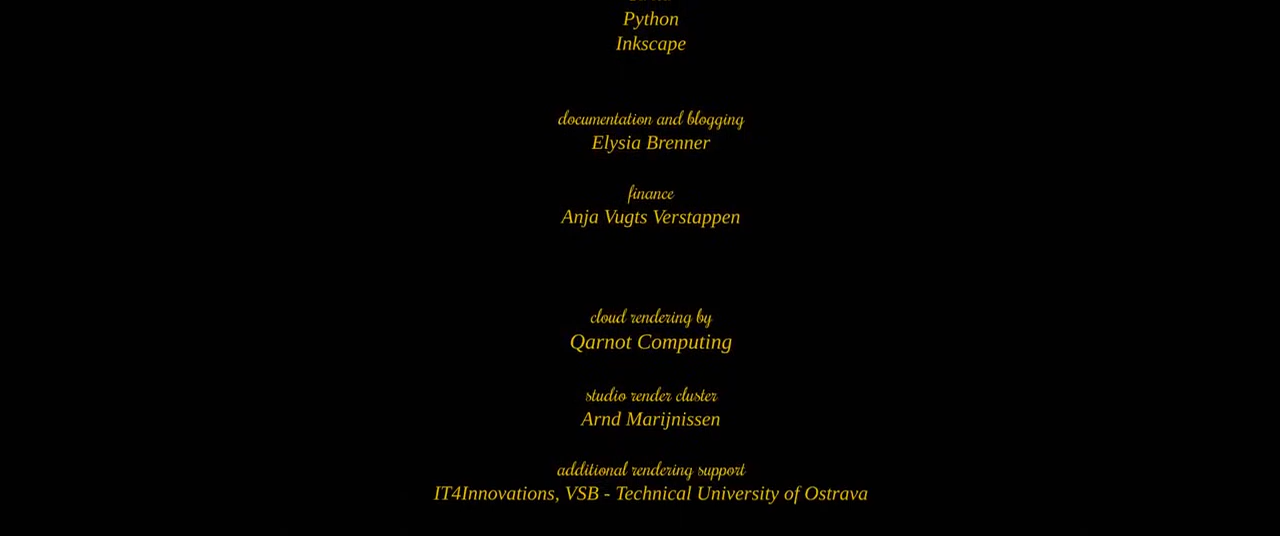 Python
Inkscape
documentation and blogging
Elysia Brenner
finance
Anja Vugts Verstappen
cloud rendering by
Qarnot Computing
studio render cluster
Arnd Marijnissen
additional rendering support
IT4Innovations, VSB - Technical University of Ostrava